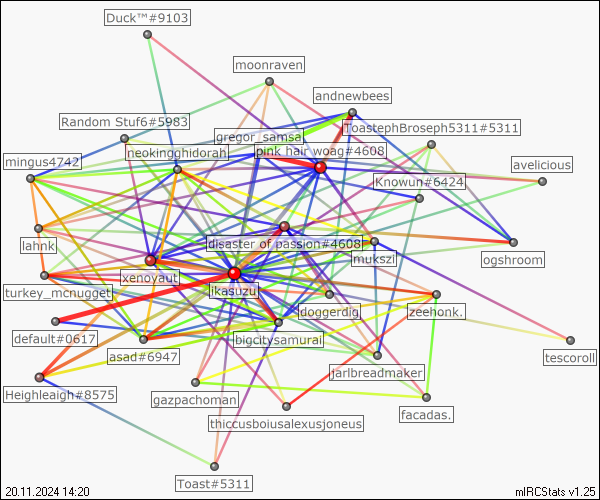 Duck™#9103
moonraven
andnewbees
Random Stuf6#5983
ToastephBroseph5311#5311
gregor_samsa
neokingghidorah
pink hair woag#4608
mingus4742
avelicious
Knowun#6424
lahnk
disaster of passion#4608
mukszi
ogshroom
xenoyaut
turkey_mcnugget
ikasuzu
doggerdig
zeehonk.
default#0617
bigcitysamurai
asad#6947
tescoroll
jarlbreadmaker
Heighleigh#8575
gazpachoman
facadas.
thiccusboiusalexusjoneus
Toast#5311
20.11.2024 14:20
mIRCStats v1.25